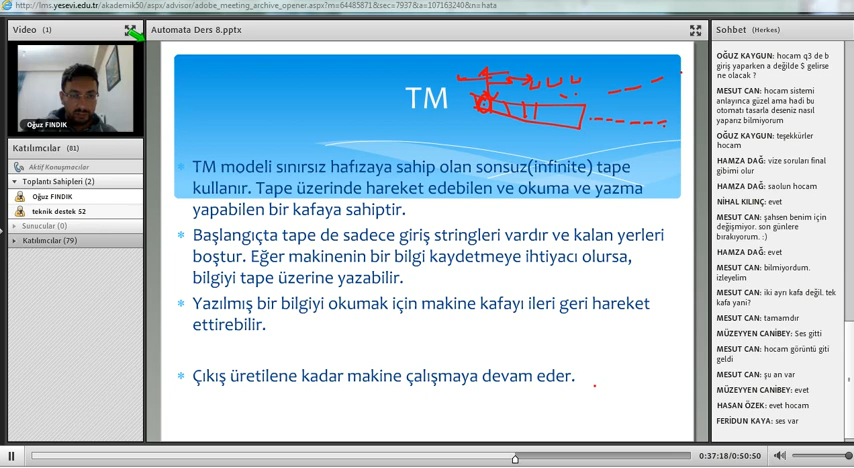 http://lms.yesevi.edu.tr/akademik50/aspx/advisor/adobe_meeting_archive_opener.aspx?m=64485871&sec=7937&a=107163240&n=hata
Video (1)
Oğuz FINDIK
Katılımcılar (81)
Aktif Konuşmacılar
Toplantı Sahipleri (2)
Oğuz FINDIK
teknik destek 52
Sunucular (0)
Katılımcılar (79)
Automata Ders 8.pptx
TM
TM modeli sınırsız hafızaya sahip olan sonsuz(infinite) tape
kullanır. Tape üzerinde hareket edebilen ve okuma ve yazma
yapabilen bir kafaya sahiptir.
Başlangıçta tape de sadece giriş stringleri vardır ve kalan yerleri
boştur. Eğer makinenin bir bilgi kaydetmeye ihtiyacı olursa,
bilgiyi tape üzerine yazabilir.
Yazılmış bir bilgiyi okumak için makine kafayı ileri geri hareket
ettirebilir.
Çıkış üretilene kadar makine çalışmaya devam eder.
Sohbet (Herkes)
OĞUZ KAYGUN: hocam q3 de b
giriş yaparken a değilde $ gelirse
ne olacak ?
MESUT CAN: hocam sistemi
anlayınca güzel ama hadi bu
otomatı tasarla deseniz nasıl
yaparız bilmiyorum
OĞUZ KAYGUN: teşekkürler
hocam
HAMZA DAĞ: vize soruları final
gibimi olur
HAMZA DAĞ: saolun hocam
NİHAL KILINÇ: evet
MESUT CAN: şahsen benim için
değişmiyor. son günlere
bırakıyorum. :)
HAMZA DAĞ: evet
MESUT CAN: bilmiyordum.
izleyelim
MESUT CAN: iki ayrı kafa değil. tek
kafa yani?
MESUT CAN: tamamdır
MÜZEYYEN CANİBEY: Ses gitti
MESUT CAN: hocam görüntü giti
geldi
MESUT CAN: şu an var
MÜZEYYEN CANİBEY: evet
HASAN ÖZEK: evet hocam
FERİDUN KAYA: ses var
0:37:18 / 0:50:50